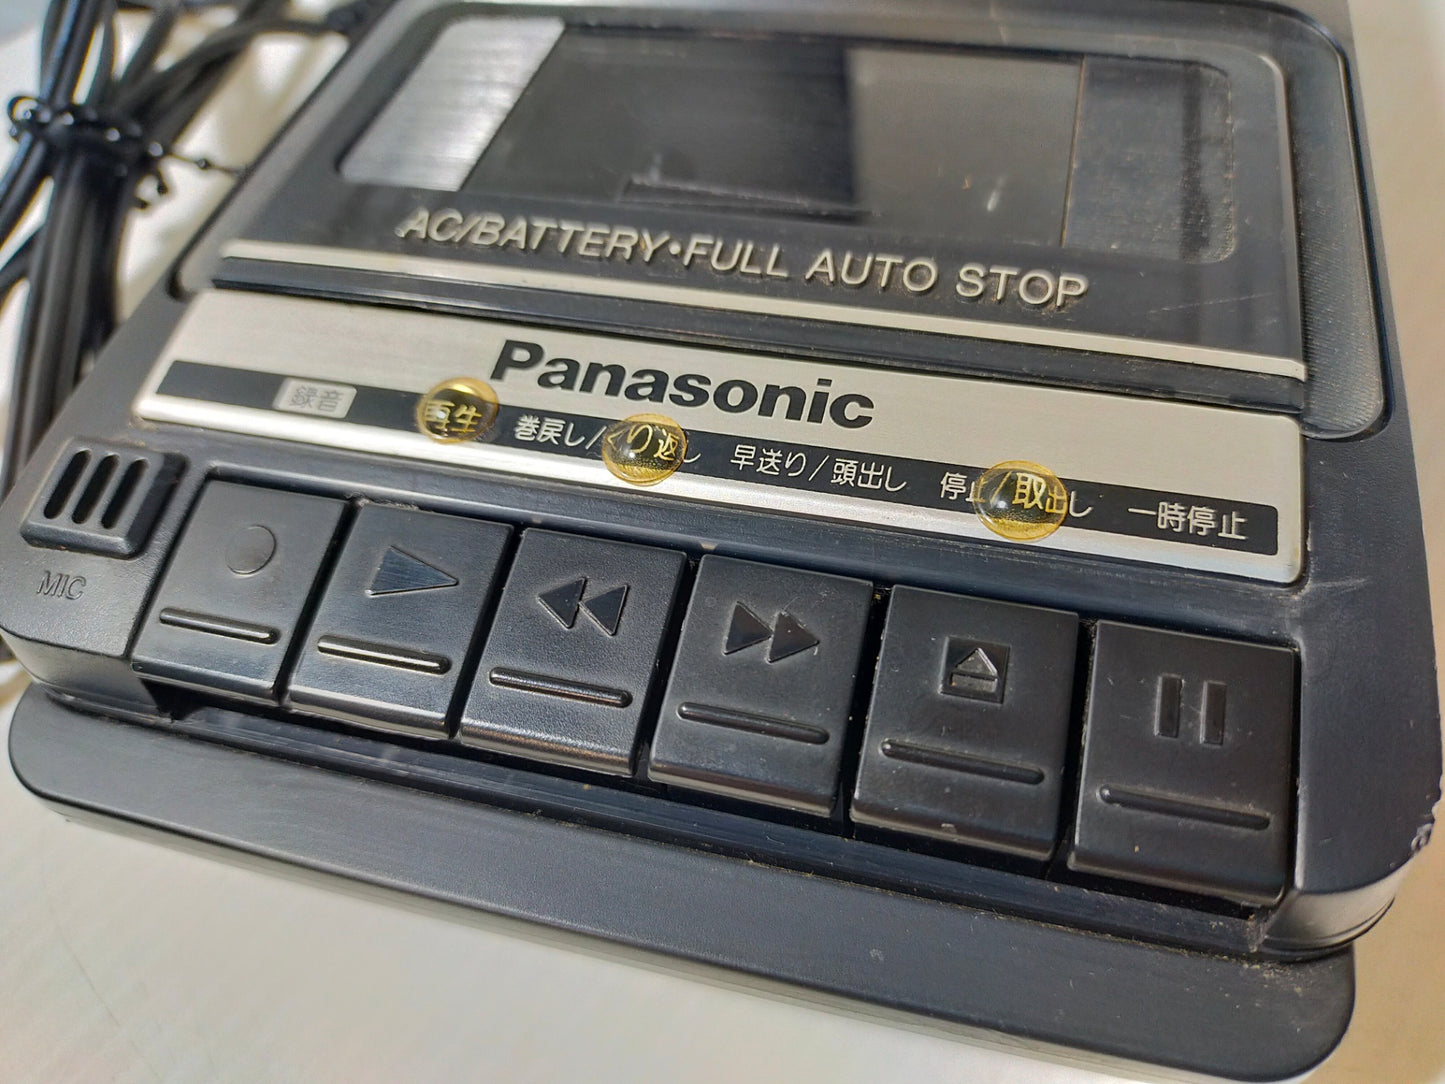 AC/BATTERY•FULL AUTO STOP
Panasonic
録音 再生 巻戻し/くり返し 早送り/頭出し 停止/取出し 一時停止
MIC